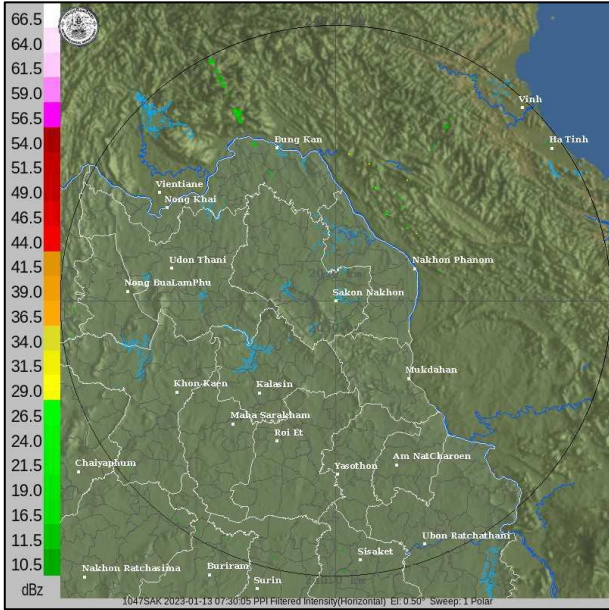 66.5
64.0
61.5
59.0
56.5
54.0
51.5
49.0
46.5
44.0
41.5
39.0
36.5
34.0
31.5
29.0
26.5
24.0
21.5
19.0
16.5
13.0
10.5
dBz
Vinh
Ha Tinh
Bung Kan
Vientiane
Nong Khai
Udon Thani
Nakhon Phanom
Nong BuaLamPhu
Sakon Nakhon
Mukdahan
Khon Kaen
Kalasin
Maha Sarakham
Roi Et
Am NatCharoen
Chaiyaphum
Yasothon
Ubon Ratchathani
Sisaket
Nakhon Ratchasima
Buriram
Surin
1047SAK 2023-01-13 07:30:05 PPI Filtered Intensity(Horizontal) El: 0.50° Sweep: 1 Polar